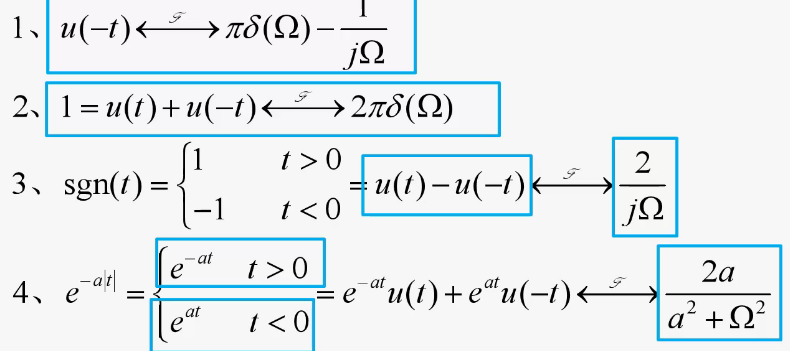 1、 u(−t) ⟷ℱ πδ(Ω) − 1/(jΩ)
2、 1 = u(t) + u(−t) ⟷ℱ 2πδ(Ω)
3、 sgn(t) = { 1  t > 0 ; −1  t < 0 = u(t) − u(−t) ⟷ℱ 2/(jΩ)
4、 e^{−a|t|} = { e^{−at}  t > 0 ; e^{at}  t < 0 = e^{−at}u(t) + e^{at}u(−t) ⟷ℱ 2a/(a² + Ω²)